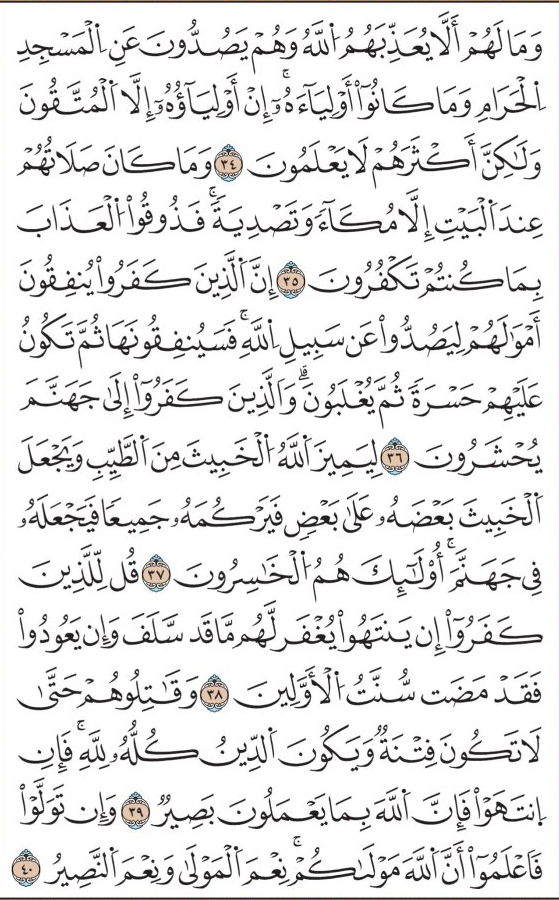 وَمَا لَهُمۡ أَلَّا يُعَذِّبَهُمُ ٱللَّهُ وَهُمۡ يَصُدُّونَ عَنِ ٱلۡمَسۡجِدِ
ٱلۡحَرَامِ وَمَا كَانُوٓاْ أَوۡلِيَآءَهُۥٓۚ إِنۡ أَوۡلِيَآؤُهُۥٓ إِلَّا ٱلۡمُتَّقُونَ
وَلَٰكِنَّ أَكۡثَرَهُمۡ لَا يَعۡلَمُونَ ٣٤ وَمَا كَانَ صَلَاتُهُمۡ
عِندَ ٱلۡبَيۡتِ إِلَّا مُكَآءٗ وَتَصۡدِيَةٗۚ فَذُوقُواْ ٱلۡعَذَابَ
بِمَا كُنتُمۡ تَكۡفُرُونَ ٣٥ إِنَّ ٱلَّذِينَ كَفَرُواْ يُنفِقُونَ
أَمۡوَٰلَهُمۡ لِيَصُدُّواْ عَن سَبِيلِ ٱللَّهِۚ فَسَيُنفِقُونَهَا ثُمَّ تَكُونُ
عَلَيۡهِمۡ حَسۡرَةٗ ثُمَّ يُغۡلَبُونَۗ وَٱلَّذِينَ كَفَرُوٓاْ إِلَىٰ جَهَنَّمَ
يُحۡشَرُونَ ٣٦ لِيَمِيزَ ٱللَّهُ ٱلۡخَبِيثَ مِنَ ٱلطَّيِّبِ وَيَجۡعَلَ
ٱلۡخَبِيثَ بَعۡضَهُۥ عَلَىٰ بَعۡضٖ فَيَرۡكُمَهُۥ جَمِيعٗا فَيَجۡعَلَهُۥ
فِي جَهَنَّمَۚ أُوْلَٰٓئِكَ هُمُ ٱلۡخَٰسِرُونَ ٣٧ قُل لِّلَّذِينَ
كَفَرُوٓاْ إِن يَنتَهُواْ يُغۡفَرۡ لَهُم مَّا قَدۡ سَلَفَ وَإِن يَعُودُواْ
فَقَدۡ مَضَتۡ سُنَّتُ ٱلۡأَوَّلِينَ ٣٨ وَقَٰتِلُوهُمۡ حَتَّىٰ
لَا تَكُونَ فِتۡنَةٞ وَيَكُونَ ٱلدِّينُ كُلُّهُۥ لِلَّهِۚ فَإِنِ
ٱنتَهَوۡاْ فَإِنَّ ٱللَّهَ بِمَا يَعۡمَلُونَ بَصِيرٞ ٣٩ وَإِن تَوَلَّوۡاْ
فَٱعۡلَمُوٓاْ أَنَّ ٱللَّهَ مَوۡلَىٰكُمۡۚ نِعۡمَ ٱلۡمَوۡلَىٰ وَنِعۡمَ ٱلنَّصِيرُ ٤٠